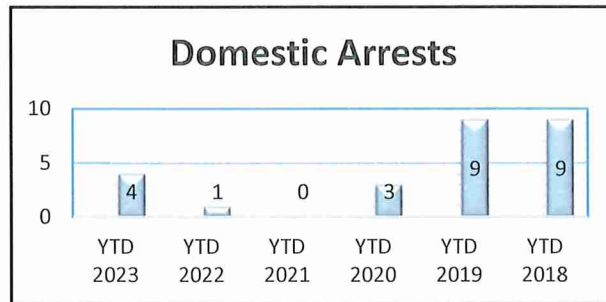 Domestic Arrests
10
5
0
4
1
0
3
9
9
YTD 2023
YTD 2022
YTD 2021
YTD 2020
YTD 2019
YTD 2018